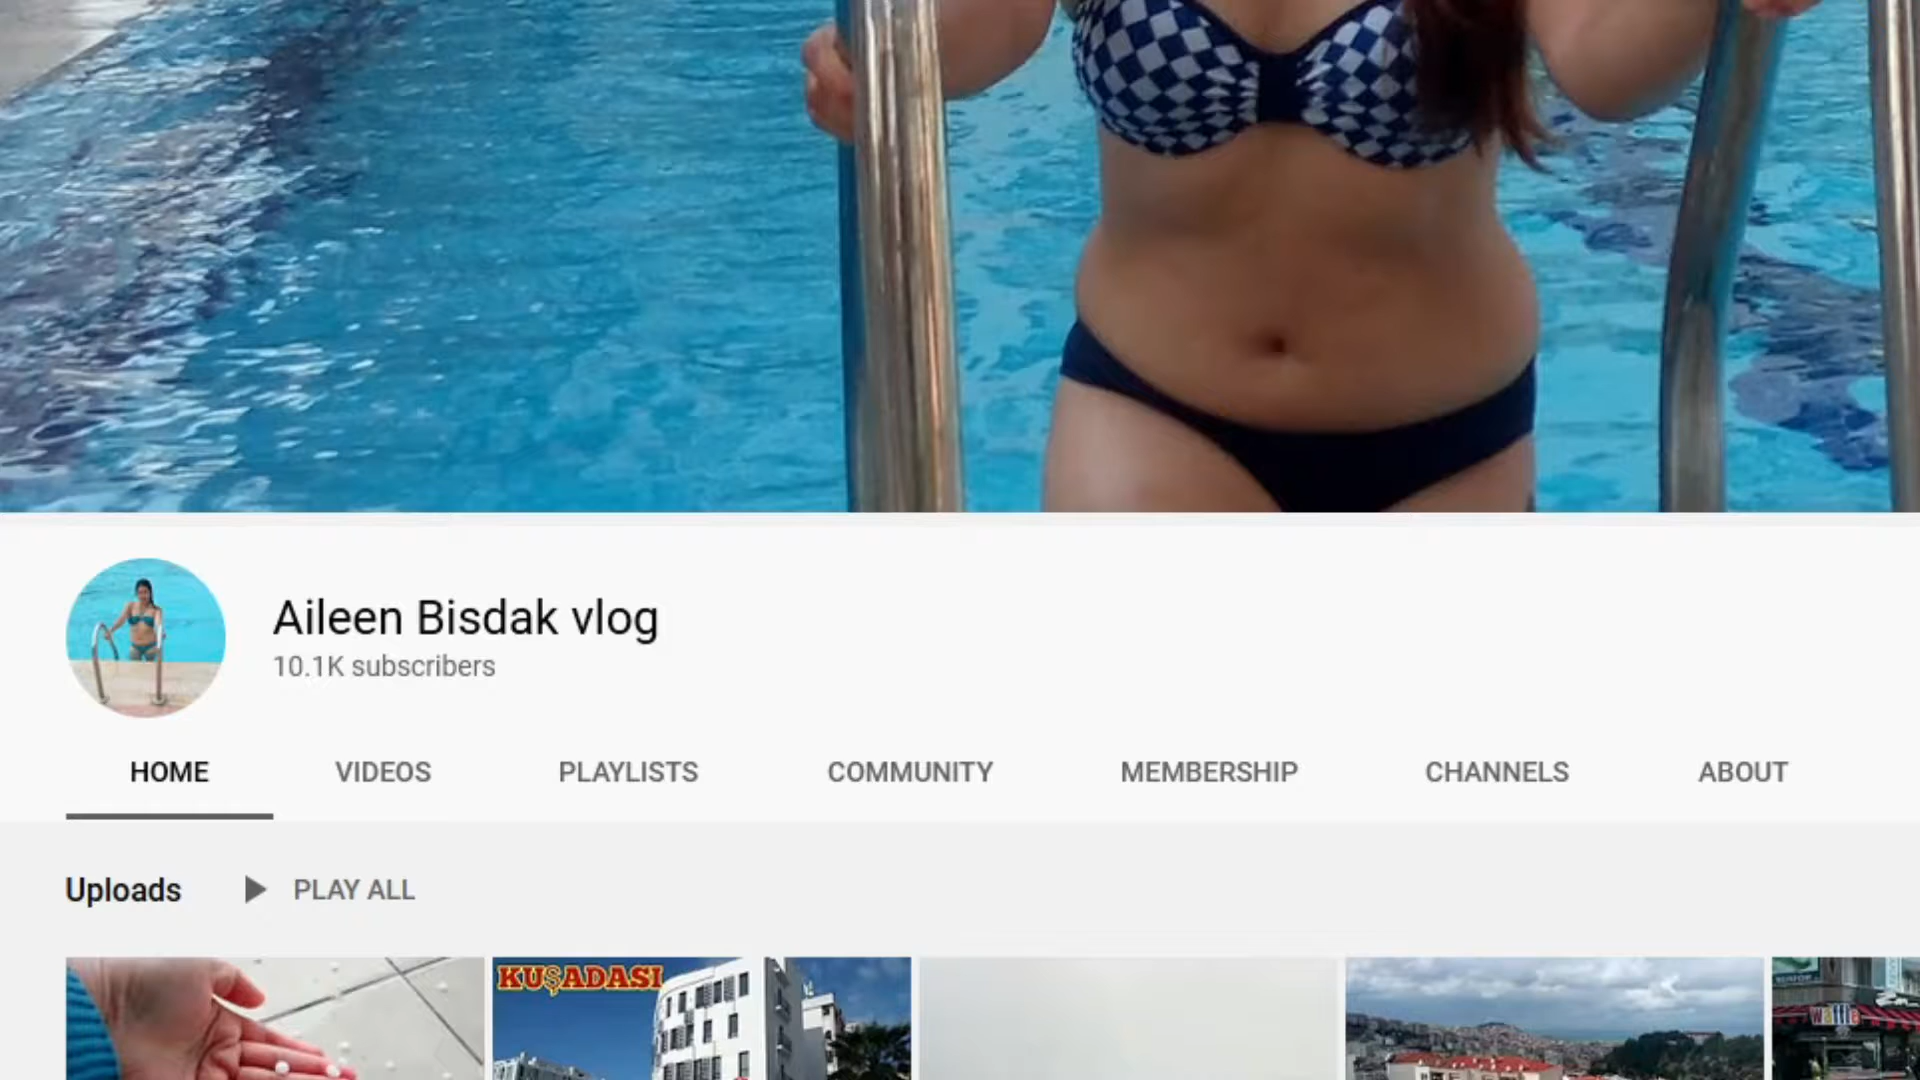 Aileen Bisdak vlog
10.1K subscribers
HOME VIDEOS PLAYLISTS COMMUNITY MEMBERSHIP CHANNELS ABOUT
Uploads PLAY ALL
KUŞADASI
Waffle